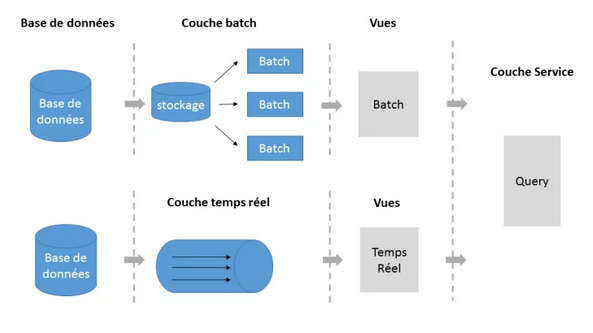 Base de données
Couche batch
Vues
Couche Service
Base de
données
stockage
Batch
Batch
Batch
Batch
Query
Couche temps réel
Vues
Base de
données
Temps
Réel